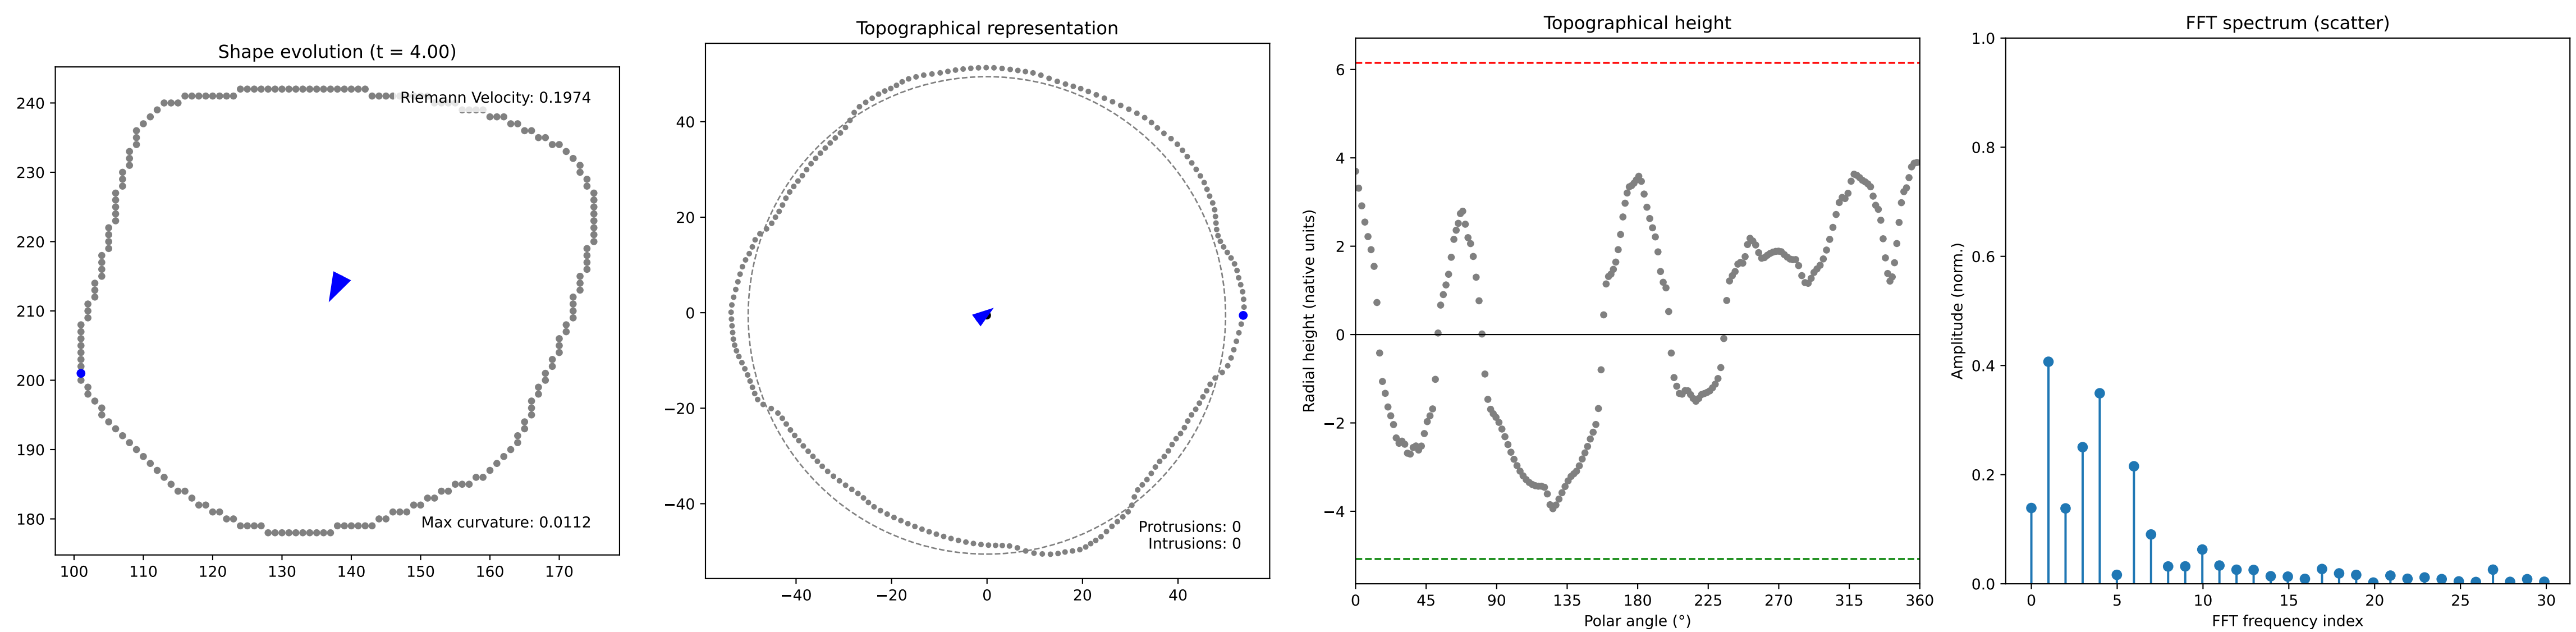 Shape evolution (t = 4.00)
240
230
220
210
200
190
180
100 110 120 130 140 150 160 170
Riemann Velocity: 0.1974
Max curvature: 0.0112
Topographical representation
40
20
0
−20
−40
−40 −20 0 20 40
Protrusions: 0
Intrusions: 0
Topographical height
Radial height (native units)
6
4
2
0
−2
−4
0 45 90 135 180 225 270 315 360
Polar angle (°)
FFT spectrum (scatter)
Amplitude (norm.)
1.0
0.8
0.6
0.4
0.2
0.0
0 5 10 15 20 25 30
FFT frequency index